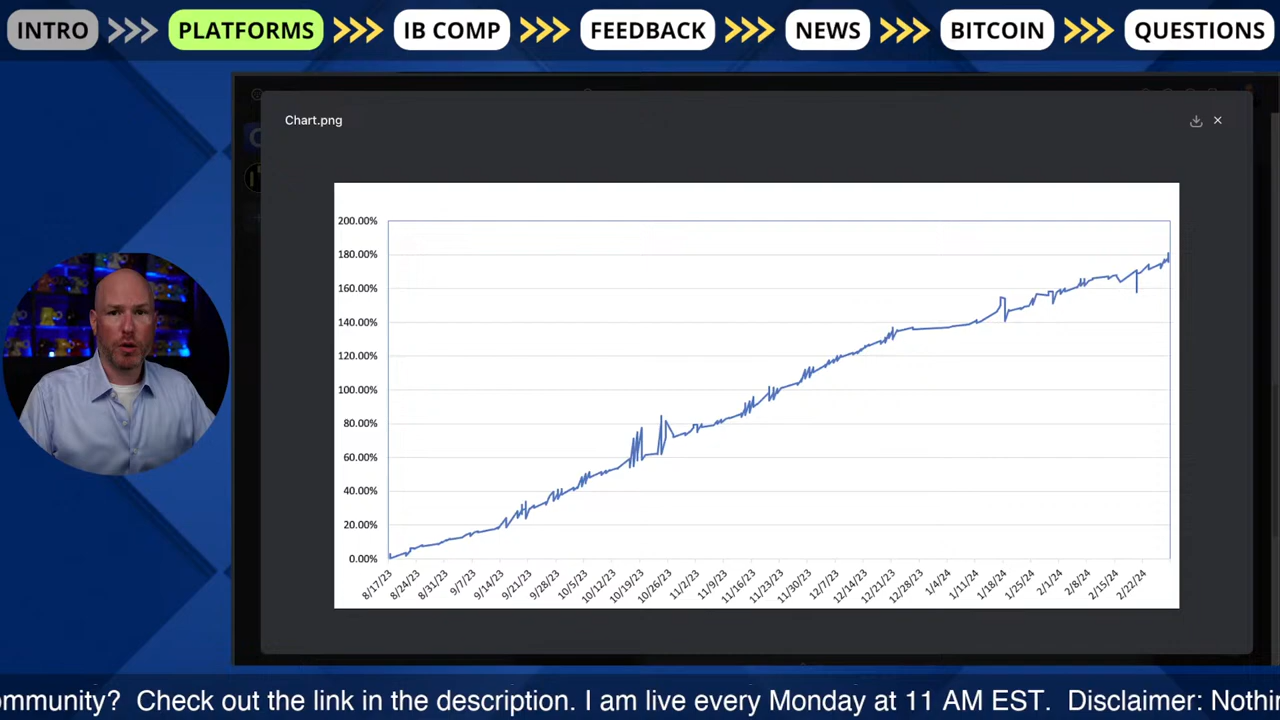 INTRO PLATFORMS IB COMP FEEDBACK NEWS BITCOIN QUESTIONS
Chart.png
200.00%
180.00%
160.00%
140.00%
120.00%
100.00%
80.00%
60.00%
40.00%
20.00%
0.00%
8/17/23 8/24/23 8/31/23 9/7/23 9/14/23 9/21/23 9/28/23 10/5/23 10/12/23 10/19/23 10/26/23 11/2/23 11/9/23 11/16/23 11/23/23 11/30/23 12/7/23 12/14/23 12/21/23 12/28/23 1/4/24 1/11/24 1/18/24 1/25/24 2/1/24 2/8/24 2/15/24 2/22/24
ommunity? Check out the link in the description. I am live every Monday at 11 AM EST. Disclaimer: Nothin